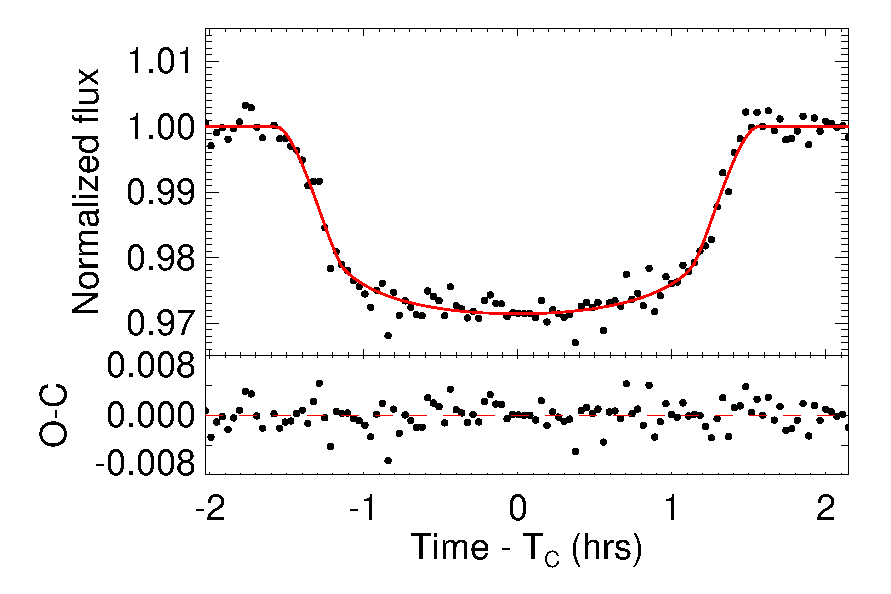 Normalized flux
1.01
1.00
0.99
0.98
0.97
O-C
0.008
0.000
-0.008
-2 -1 0 1 2
Time - T_C (hrs)